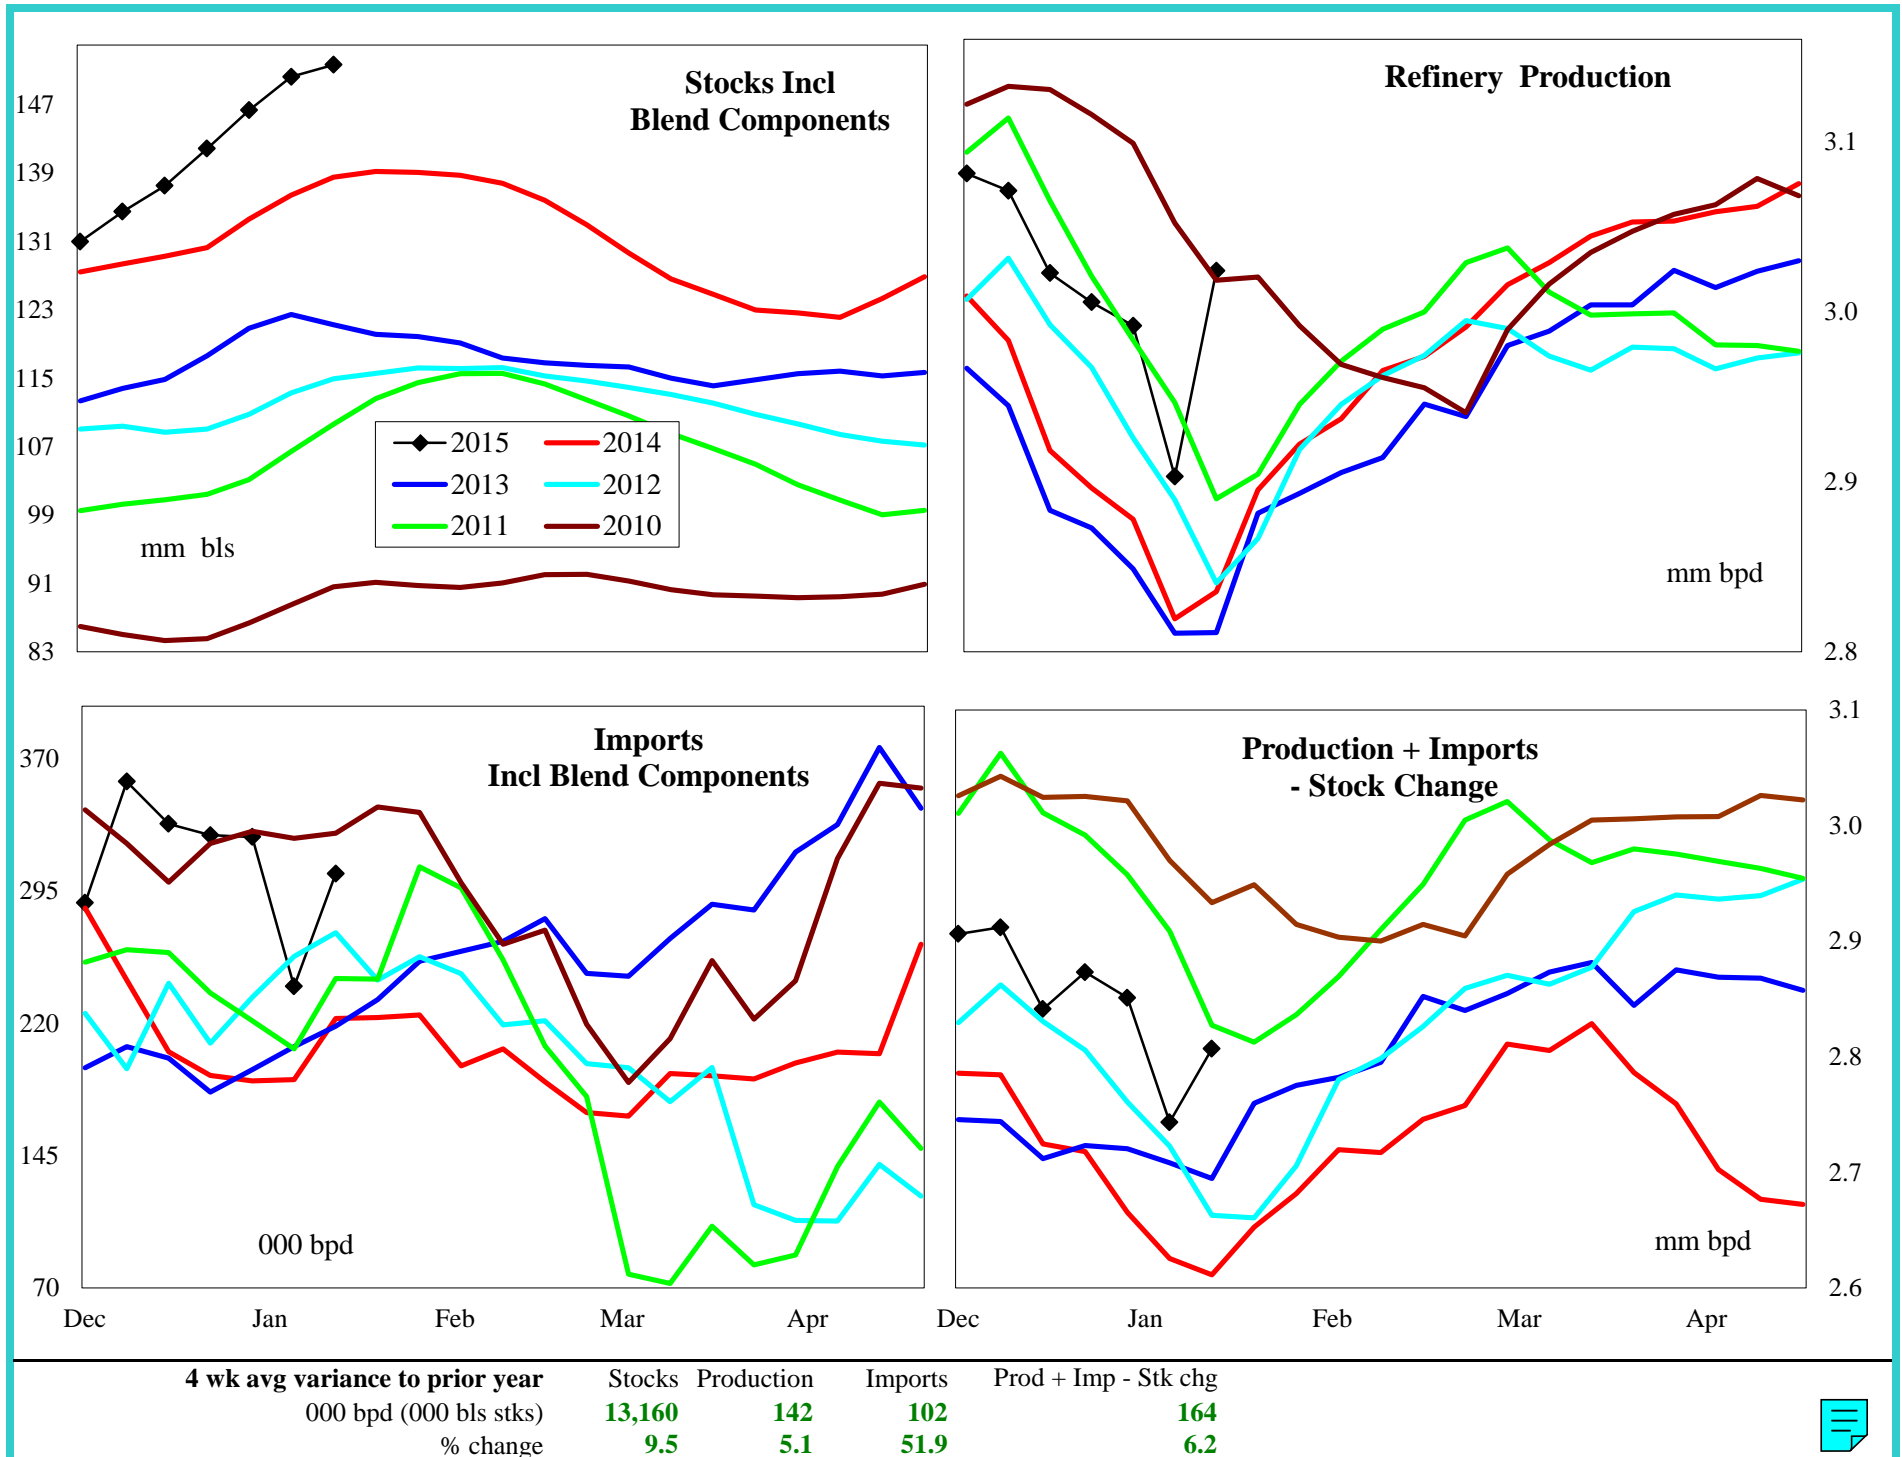 Stocks Incl
Blend Components
147
139
131
123
115
107
99
91
83
2015
2014
2013
2012
2011
2010
mm bls
Refinery Production
3.1
3.0
2.9
2.8
mm bpd
Imports
Incl Blend Components
370
295
220
145
70
000 bpd
Dec Jan Feb Mar Apr
Production + Imports
- Stock Change
3.1
3.0
2.9
2.8
2.7
2.6
mm bpd
Dec Jan Feb Mar Apr
4 wk avg variance to prior year Stocks Production Imports Prod + Imp - Stk chg
000 bpd (000 bls stks) 13,160 142 102 164
% change 9.5 5.1 51.9 6.2